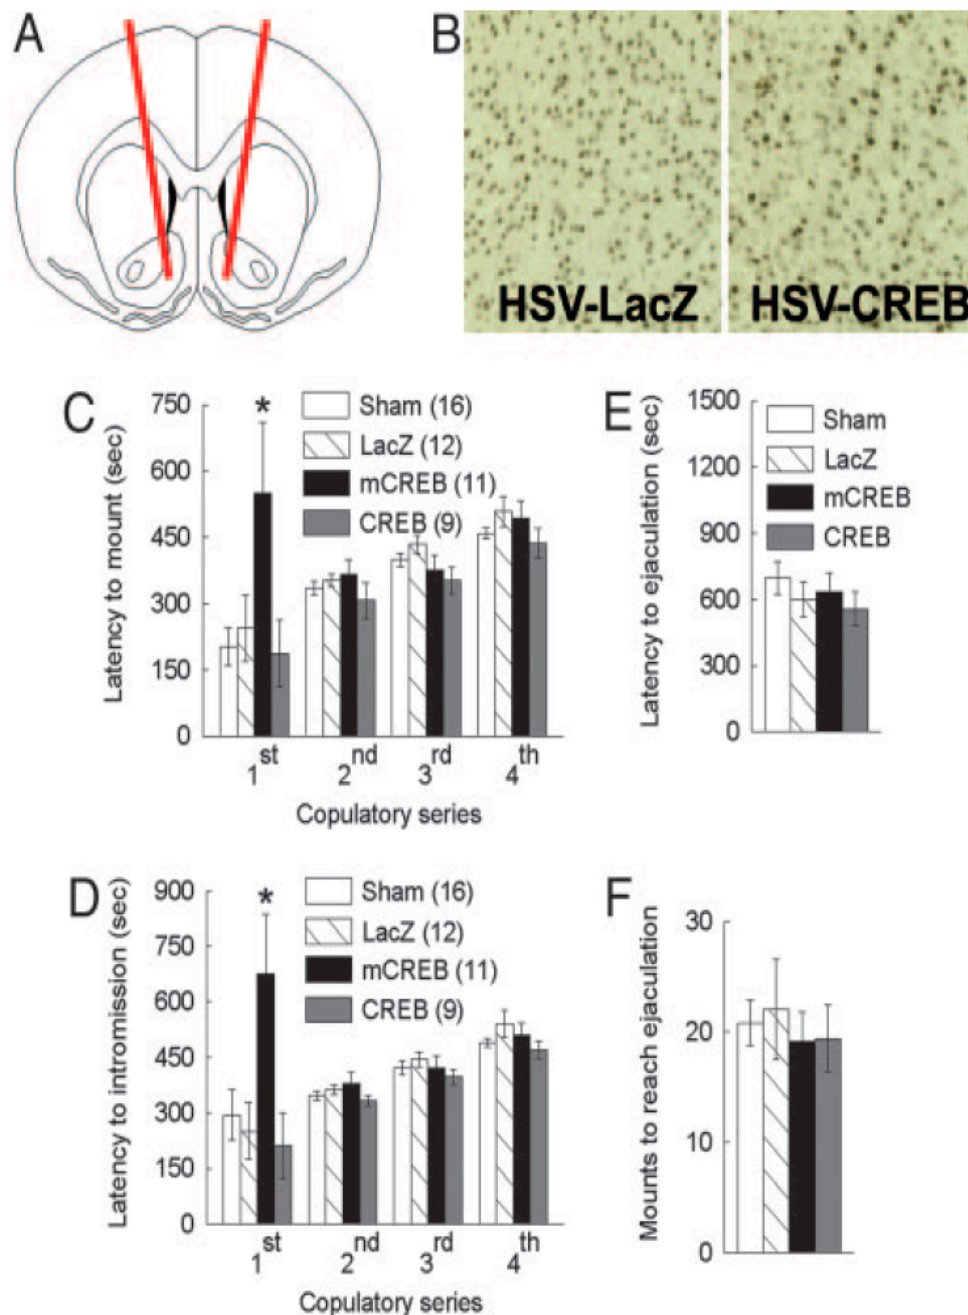 A
B
HSV-LacZ
HSV-CREB
C
Latency to mount (sec)
750
600
450
300
150
0
*
Sham (16)
LacZ (12)
mCREB (11)
CREB (9)
1st
2nd
3rd
4th
Copulatory series
E
Latency to ejaculation (sec)
1500
1200
900
600
300
0
Sham
LacZ
mCREB
CREB
D
Latency to intromission (sec)
900
750
600
450
300
150
0
*
Sham (16)
LacZ (12)
mCREB (11)
CREB (9)
1st
2nd
3rd
4th
Copulatory series
F
Mounts to reach ejaculation
30
20
10
0